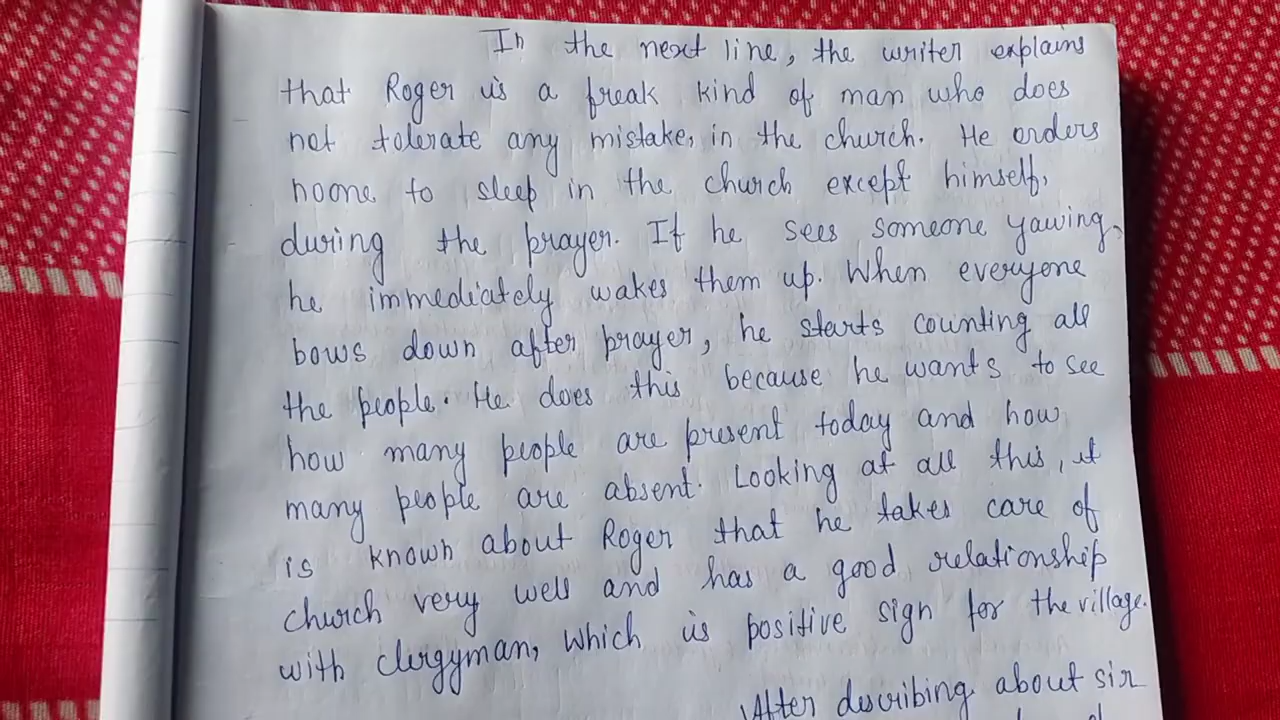 In the next line, the writer explains
that Roger is a freak kind of man who does
not tolerate any mistake, in the church. He orders
noone to sleep in the church except himself,
during the prayer. If he sees someone yawing,
he immediately wakes them up. When everyone
bows down after prayer, he starts counting all
the people. He does this because he wants to see
how many people are present today and how
many people are absent. Looking at all this, it
is known about Roger that he takes care of
church very well and has a good relationship
with clergyman, which is positive sign for the village.
After describing about sir